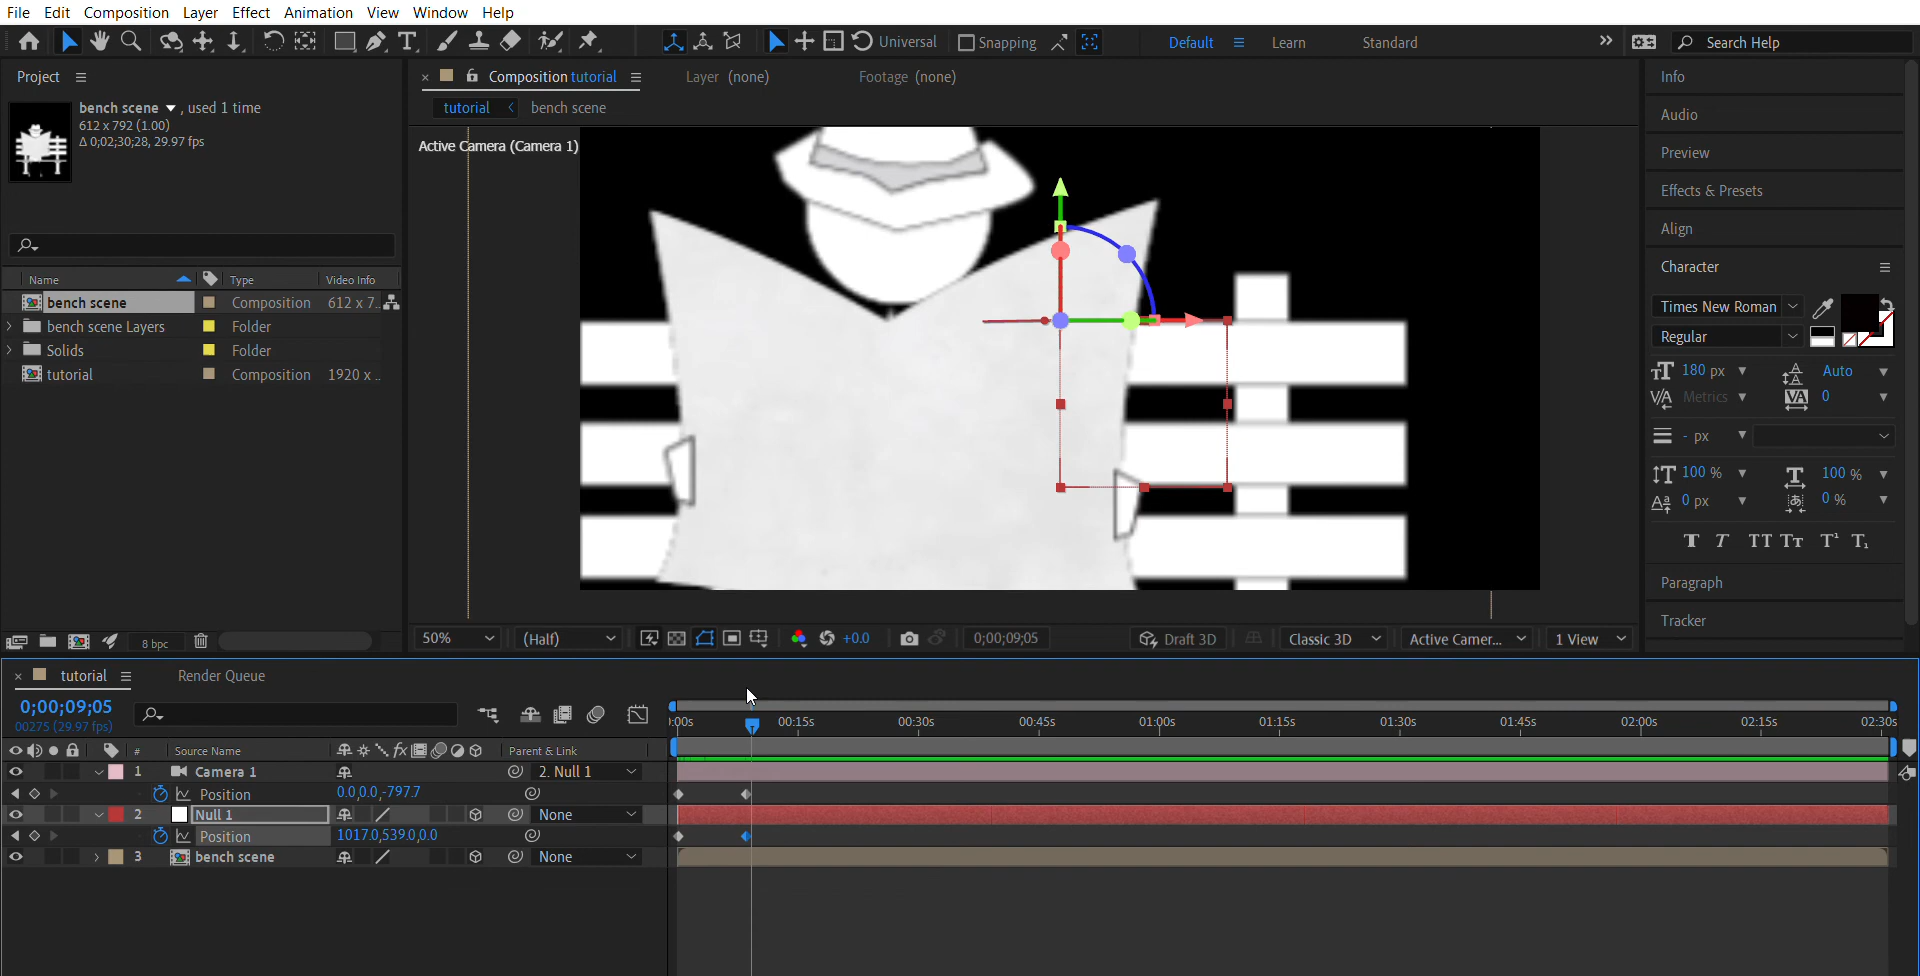 File Edit Composition Layer Effect Animation View Window Help
Universal Snapping Default Learn Standard Search Help
Project
bench scene , used 1 time
612 x 792 (1.00)
Δ 0;02;30;28, 29.97 fps
Name Type Video Info
bench scene Composition 612 x 7..
bench scene Layers Folder
Solids Folder
tutorial Composition 1920 x ..
8 bpc
Composition tutorial Layer (none) Footage (none)
tutorial bench scene
Active Camera (Camera 1)
50% (Half) +0.0 0;00;09;05 Draft 3D Classic 3D Active Camer... 1 View
Info
Audio
Preview
Effects & Presets
Align
Character
Times New Roman
Regular
180 px Auto
Metrics 0
- px
100 % 100 %
0 px 0 %
T T TT Tт T¹ T₁
Paragraph
Tracker
tutorial Render Queue
0;00;09;05
00275 (29.97 fps)
):00s 00:15s 00:30s 00:45s 01:00s 01:15s 01:30s 01:45s 02:00s 02:15s 02:30s
# Source Name fx Parent & Link
1 Camera 1 2. Null 1
Position 0.0,0.0,-797.7
2 Null 1 None
Position 1017.0,539.0,0.0
3 bench scene None